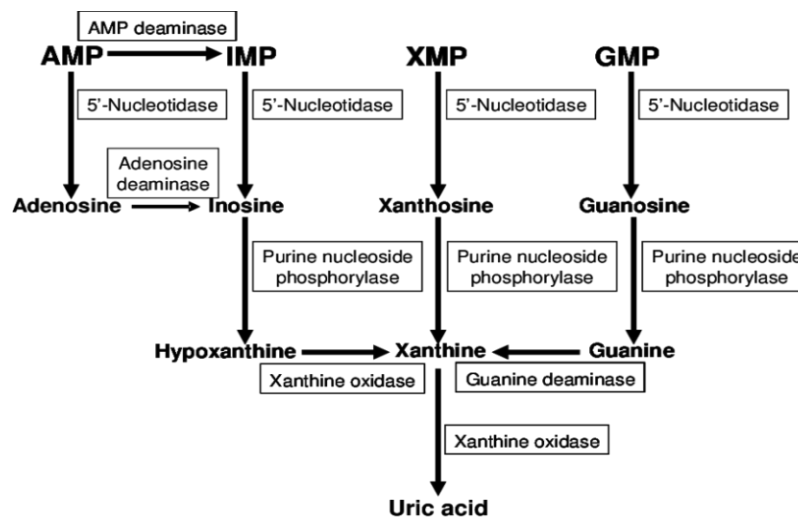 AMP deaminase
AMP IMP XMP GMP
5'-Nucleotidase 5'-Nucleotidase 5'-Nucleotidase 5'-Nucleotidase
Adenosine
deaminase
Adenosine Inosine Xanthosine Guanosine
Purine nucleoside Purine nucleoside Purine nucleoside
phosphorylase phosphorylase phosphorylase
Hypoxanthine Xanthine Guanine
Xanthine oxidase Guanine deaminase
Xanthine oxidase
Uric acid